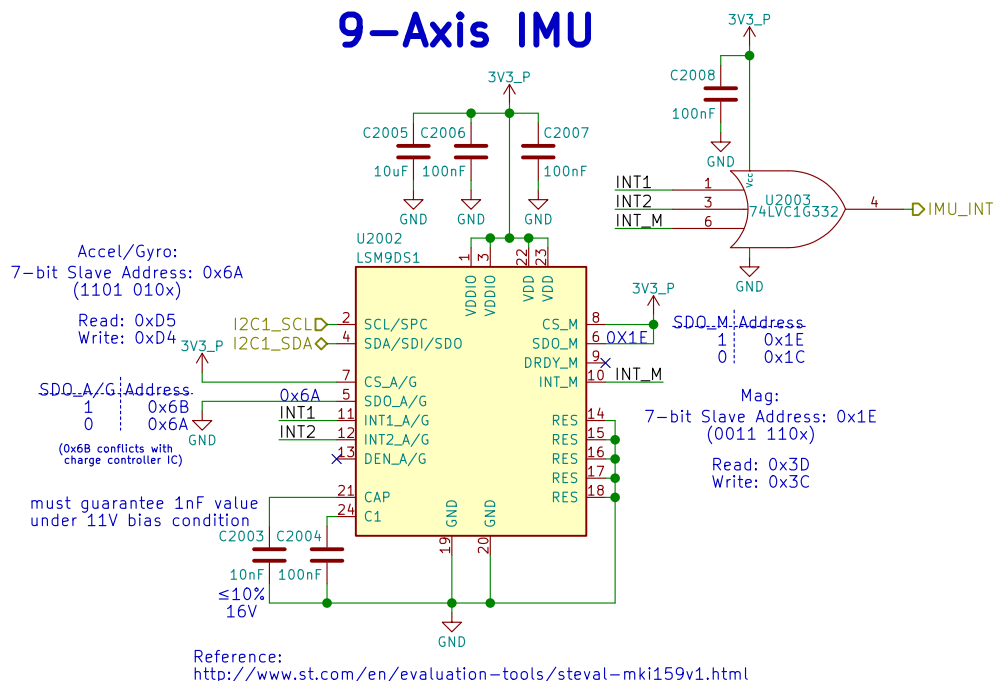 9-Axis IMU
3V3_P
C2008
100nF
GND
3V3_P
C2005 C2006 C2007
10uF 100nF 100nF
GND GND GND
Vcc
INT1 1
INT2 3
INT_M 6
U2003
74LVC1G332
4 IMU_INT
GND
Accel/Gyro:
7-bit Slave Address: 0x6A
(1101 010x)
Read: 0xD5
Write: 0xD4
U2002
LSM9DS1
1 3 22 23
VDDIO VDDIO VDD VDD
I2C1_SCL 2 SCL/SPC
I2C1_SDA 4 SDA/SDI/SDO
3V3_P
7 CS_A/G
0x6A 5 SDO_A/G
GND
INT1 11 INT1_A/G
INT2 12 INT2_A/G
13 DEN_A/G
21 CAP
24 C1
3V3_P
CS_M 8
SDO_M 6 0X1E
DRDY_M 9
INT_M 10 INT_M
RES 14
RES 15
RES 16
RES 17
RES 18
GND GND
19 20
SDO_M Address
1 0x1E
0 0x1C
Mag:
7-bit Slave Address: 0x1E
(0011 110x)
Read: 0x3D
Write: 0x3C
SDO_A/G Address
1 0x6B
0 0x6A
(0x6B conflicts with
charge controller IC)
must guarantee 1nF value
under 11V bias condition
C2003 C2004
10nF 100nF
≤10%
16V
GND
Reference:
http://www.st.com/en/evaluation-tools/steval-mki159v1.html